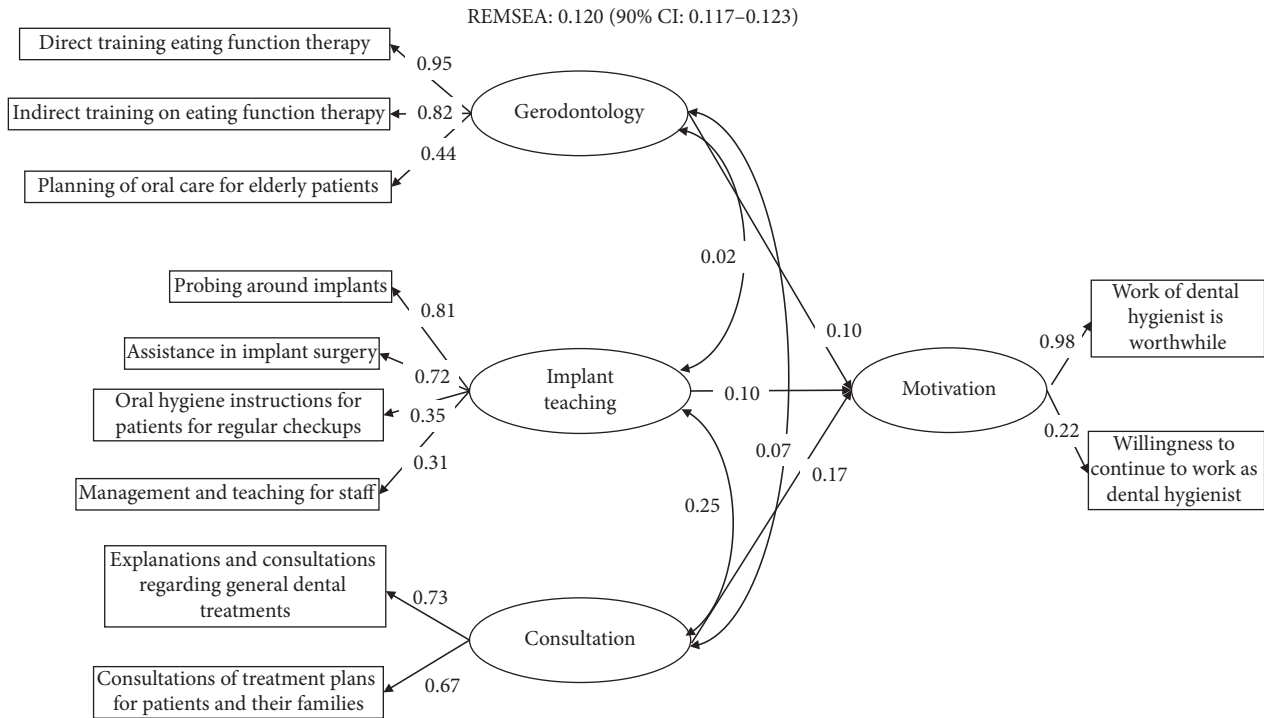 REMSEA: 0.120 (90% CI: 0.117–0.123)
Direct training eating function therapy
0.95
Indirect training on eating function therapy
0.82
0.44
Planning of oral care for elderly patients
Gerodontology
0.02
Probing around implants
0.81
Assistance in implant surgery
0.72
Oral hygiene instructions for
patients for regular checkups
0.35
0.31
Management and teaching for staff
Implant
teaching
0.10
0.10
0.07
0.17
0.25
Motivation
0.98
Work of dental
hygienist is
worthwhile
0.22
Willingness to
continue to work as
dental hygienist
Explanations and consultations
regarding general dental
treatments
0.73
Consultation
Consultations of treatment plans
for patients and their families
0.67